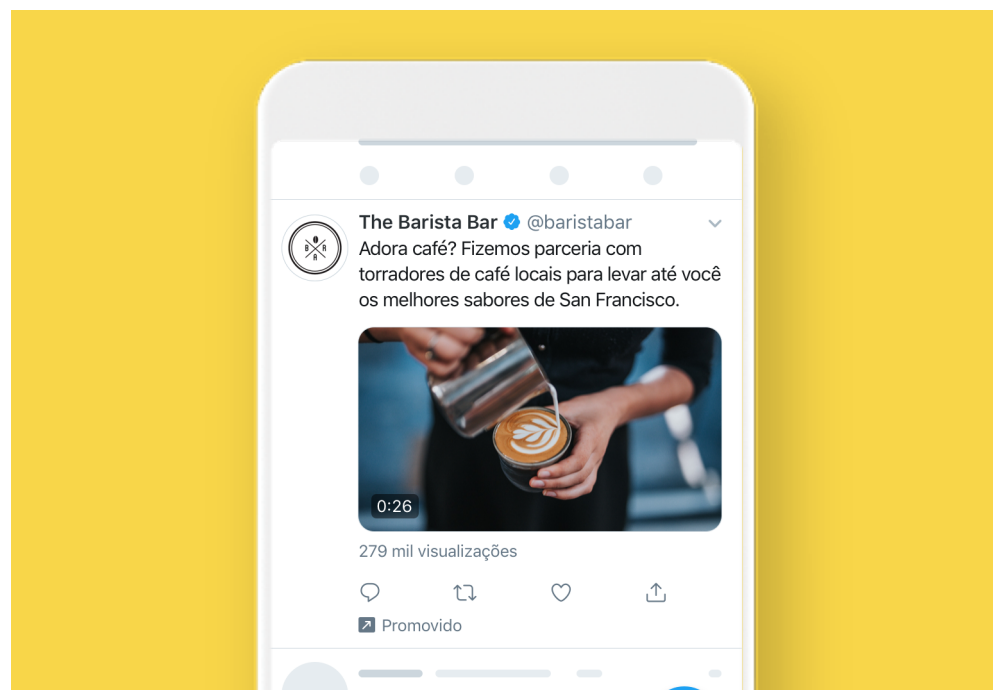 The Barista Bar @baristabar
Adora café? Fizemos parceria com
torradores de café locais para levar até você
os melhores sabores de San Francisco.
0:26
279 mil visualizações
Promovido